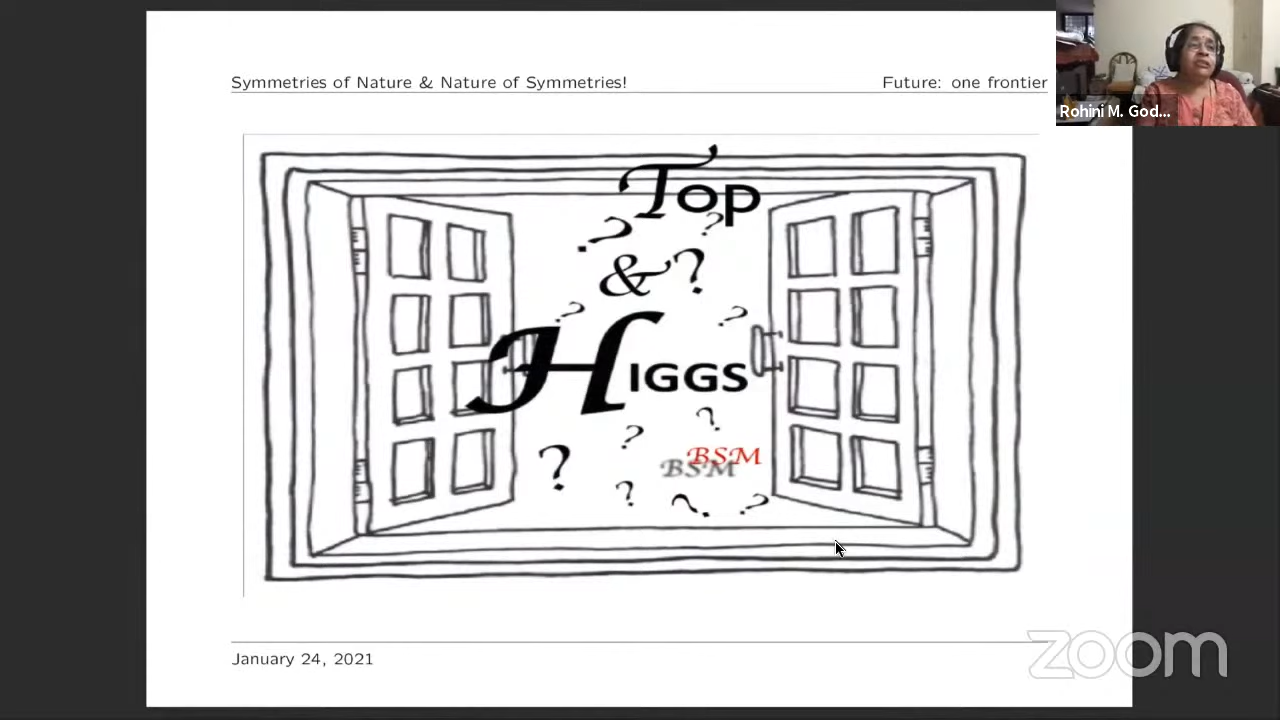 Symmetries of Nature & Nature of Symmetries!
Future: one frontier
Rohini M. God...
Top
? ?
& ?
? ?
HIGGS
?
?
? BSM
BSM
? ? ?
January 24, 2021
zoom